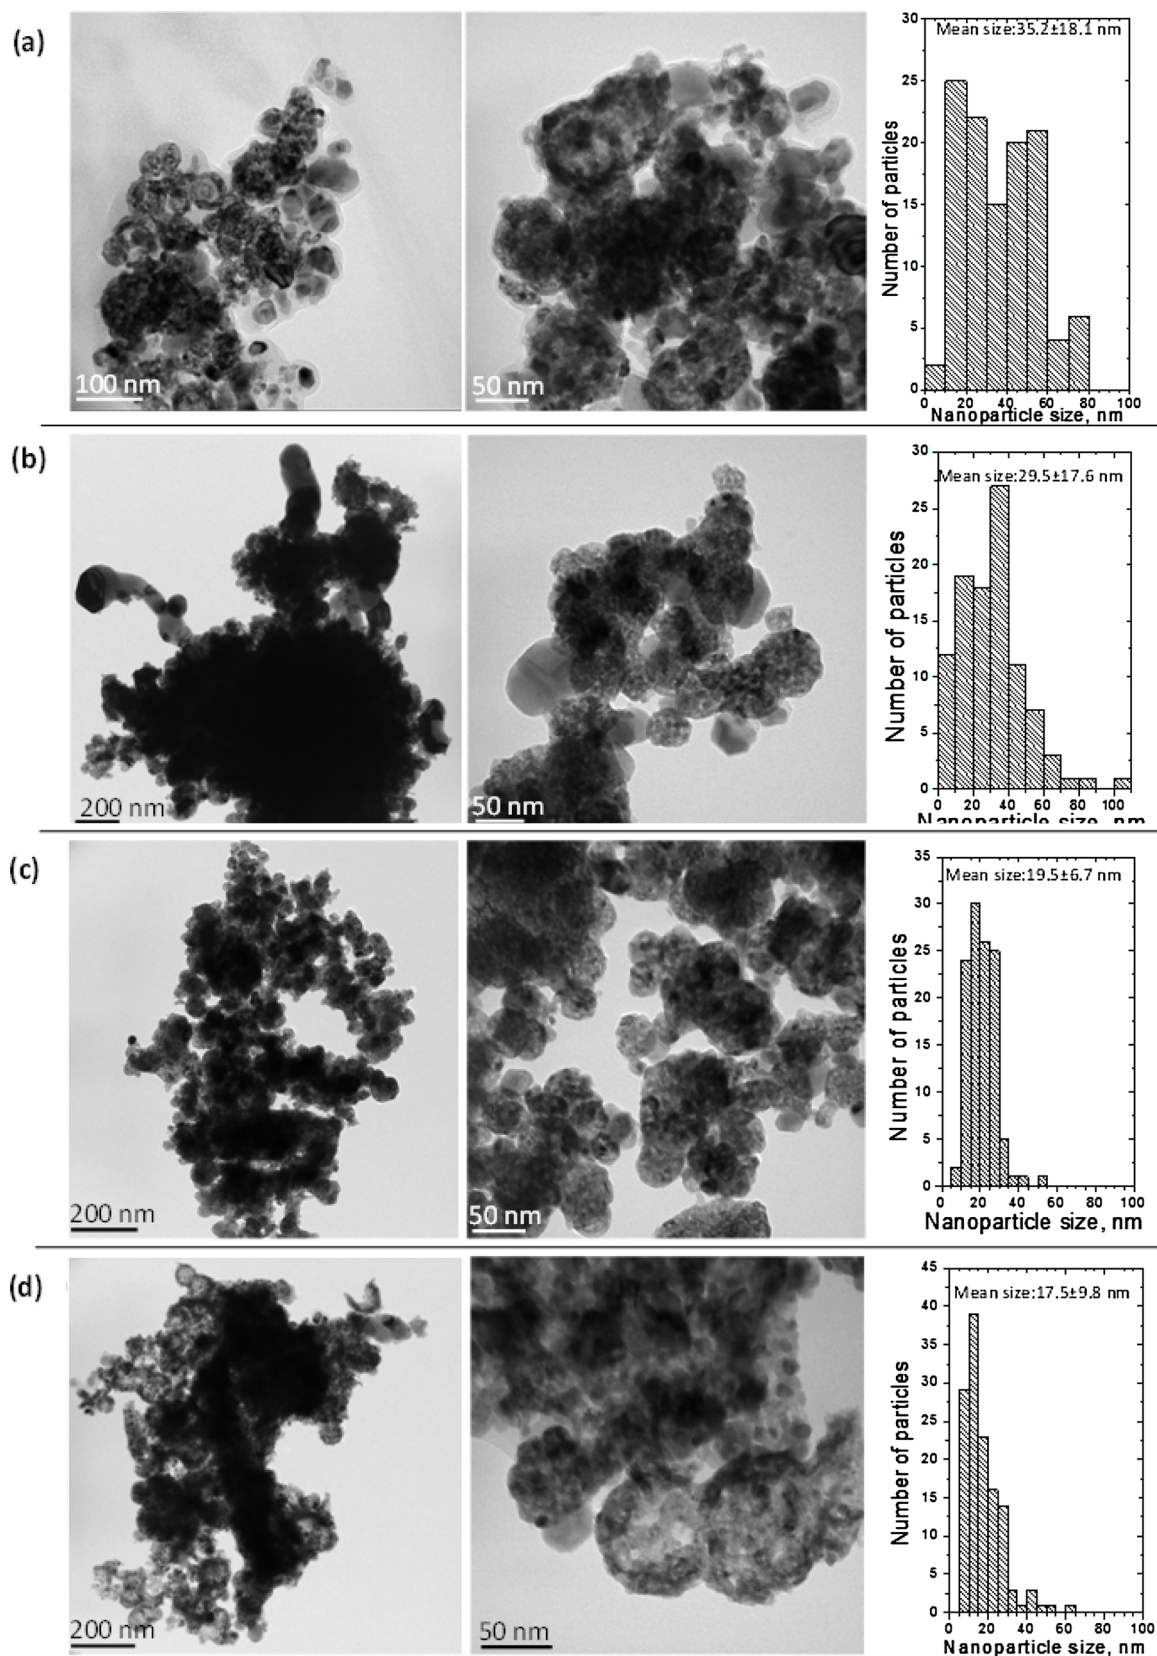 (a)
100 nm
50 nm
Mean size:35.2±18.1 nm
Number of particles
30
25
20
15
10
5
0
0 20 40 60 80 100
Nanoparticle size, nm
(b)
200 nm
50 nm
Mean size:29.5±17.6 nm
Number of particles
30
25
20
15
10
5
0
0 20 40 60 80 100
Nanoparticle size, nm
(c)
200 nm
50 nm
Mean size:19.5±6.7 nm
Number of particles
35
30
25
20
15
10
5
0
0 20 40 60 80 100
Nanoparticle size, nm
(d)
200 nm
50 nm
Mean size:17.5±9.8 nm
Number of particles
45
40
35
30
25
20
15
10
5
0
0 20 40 60 80 100
Nanoparticle size, nm